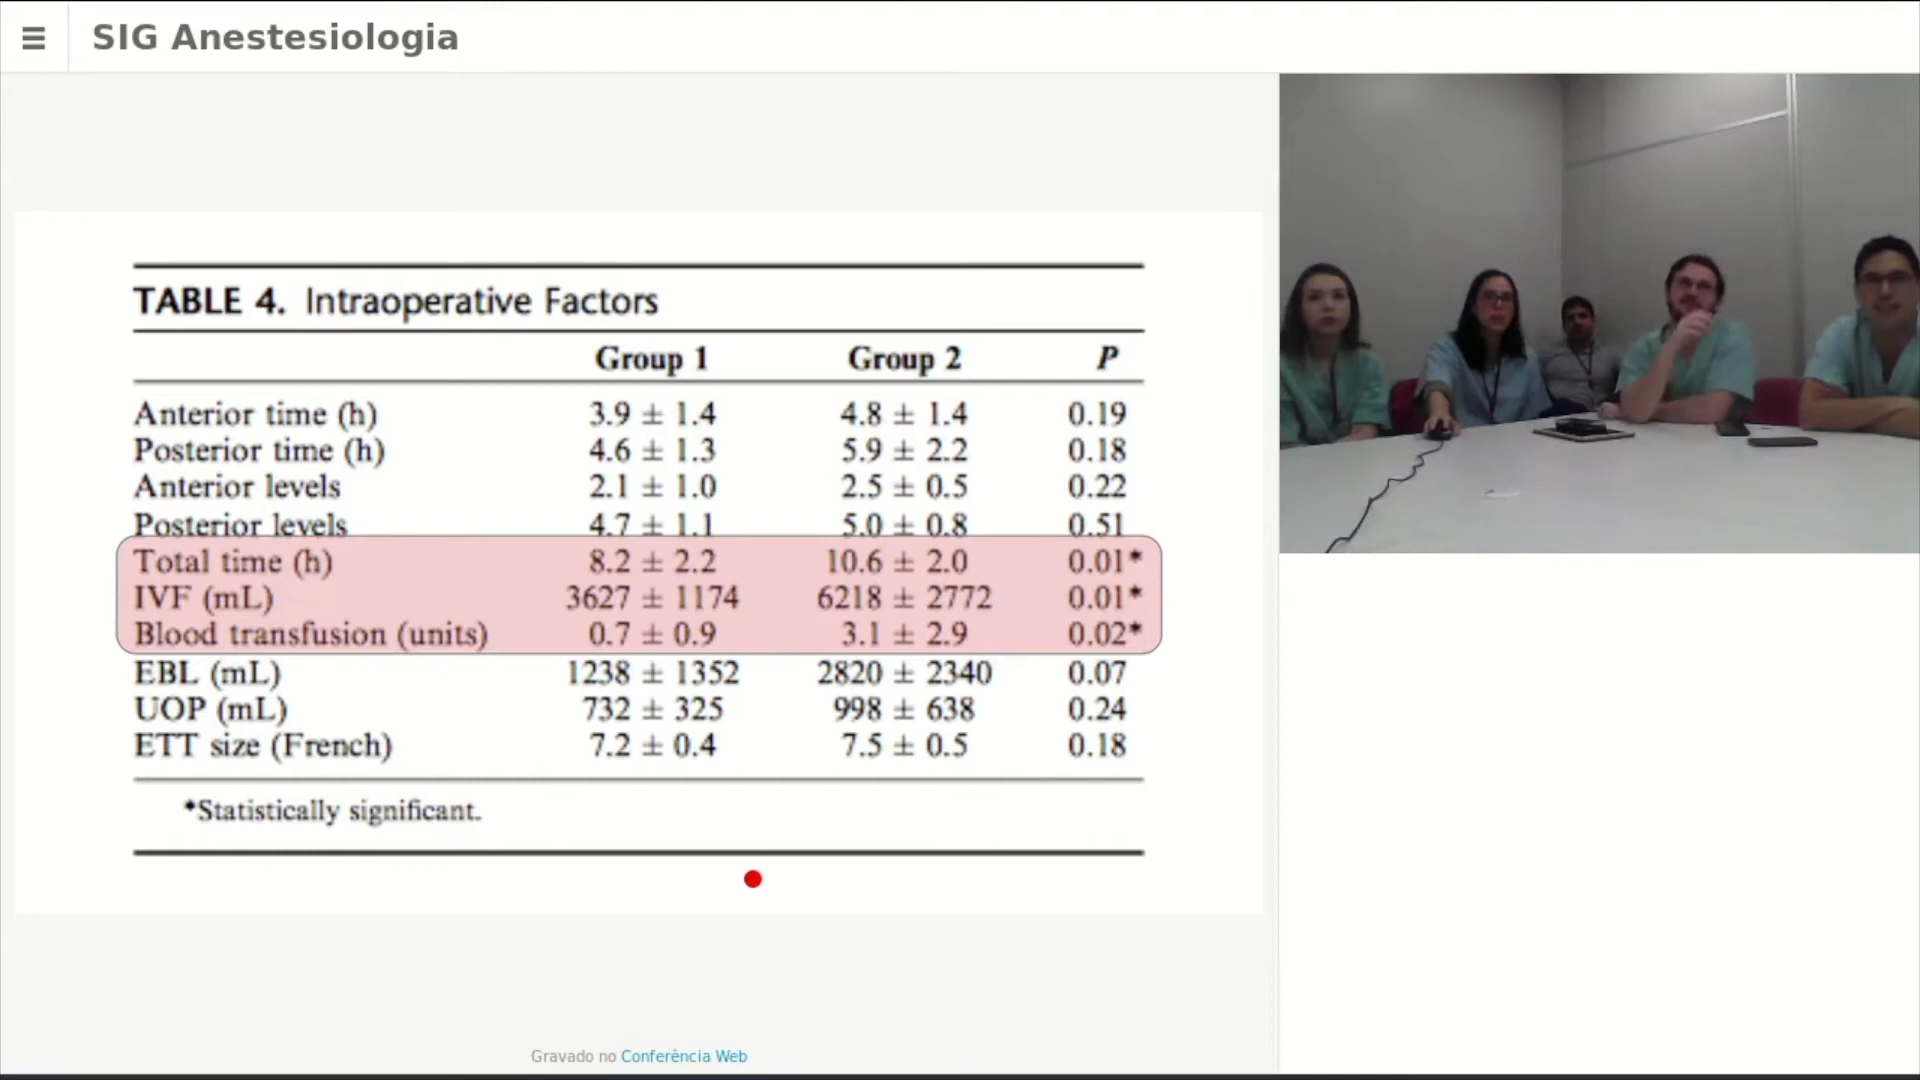 SIG Anestesiologia
TABLE 4. Intraoperative Factors
Group 1 Group 2 P
Anterior time (h) 3.9 ± 1.4 4.8 ± 1.4 0.19
Posterior time (h) 4.6 ± 1.3 5.9 ± 2.2 0.18
Anterior levels 2.1 ± 1.0 2.5 ± 0.5 0.22
Posterior levels 4.7 ± 1.1 5.0 ± 0.8 0.51
Total time (h) 8.2 ± 2.2 10.6 ± 2.0 0.01*
IVF (mL) 3627 ± 1174 6218 ± 2772 0.01*
Blood transfusion (units) 0.7 ± 0.9 3.1 ± 2.9 0.02*
EBL (mL) 1238 ± 1352 2820 ± 2340 0.07
UOP (mL) 732 ± 325 998 ± 638 0.24
ETT size (French) 7.2 ± 0.4 7.5 ± 0.5 0.18
*Statistically significant.
Gravado no Conferência Web